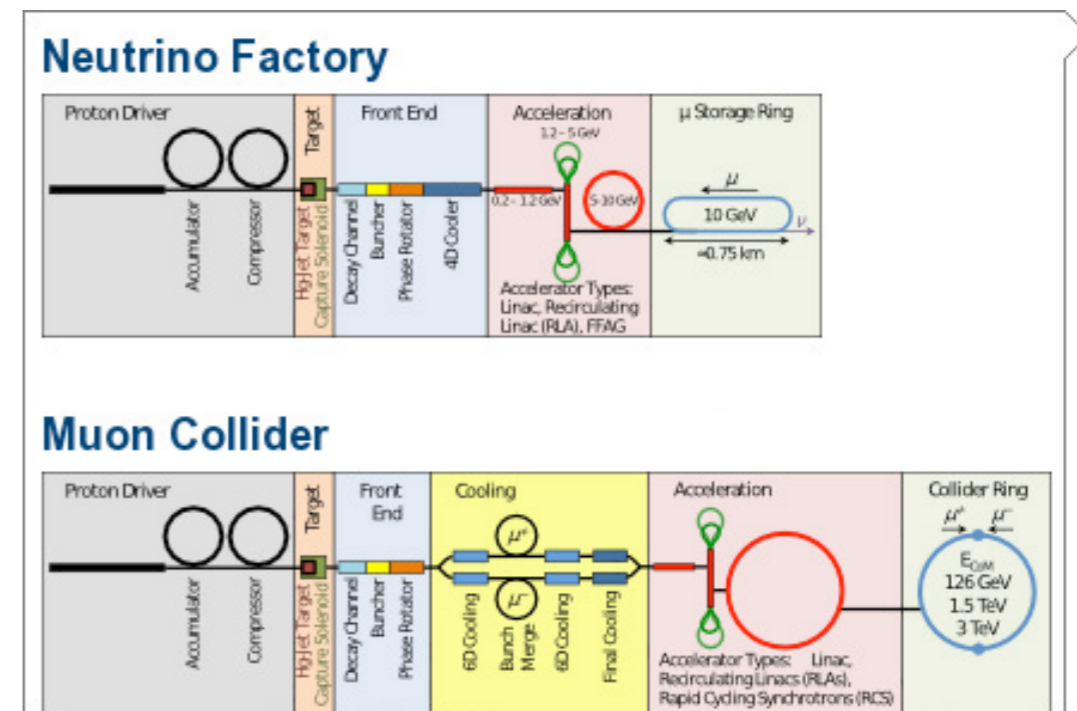 Neutrino Factory
Proton Driver
Accumulator
Compressor
Target
Hg-Jet Target
Capture Solenoid
Front End
Decay Channel
Buncher
Phase Rotator
4D Cooler
Acceleration
1.2 – 5 GeV
0.2 – 1.2 GeV
5-10 GeV
Accelerator Types:
Linac, Recirculating
Linac (RLA), FFAG
μ Storage Ring
μ
10 GeV
ν
≈0.75 km
Muon Collider
Proton Driver
Accumulator
Compressor
Target
Hg-Jet Target
Capture Solenoid
Front
End
Decay Channel
Buncher
Phase Rotator
Cooling
μ+
μ−
6D Cooling
Bunch
Merge
6D Cooling
Final Cooling
Acceleration
Accelerator Types: Linac,
Recirculating Linacs (RLAs),
Rapid Cycling Synchrotrons (RCS)
Collider Ring
μ+ μ−
ECoM
126 GeV
1.5 TeV
3 TeV